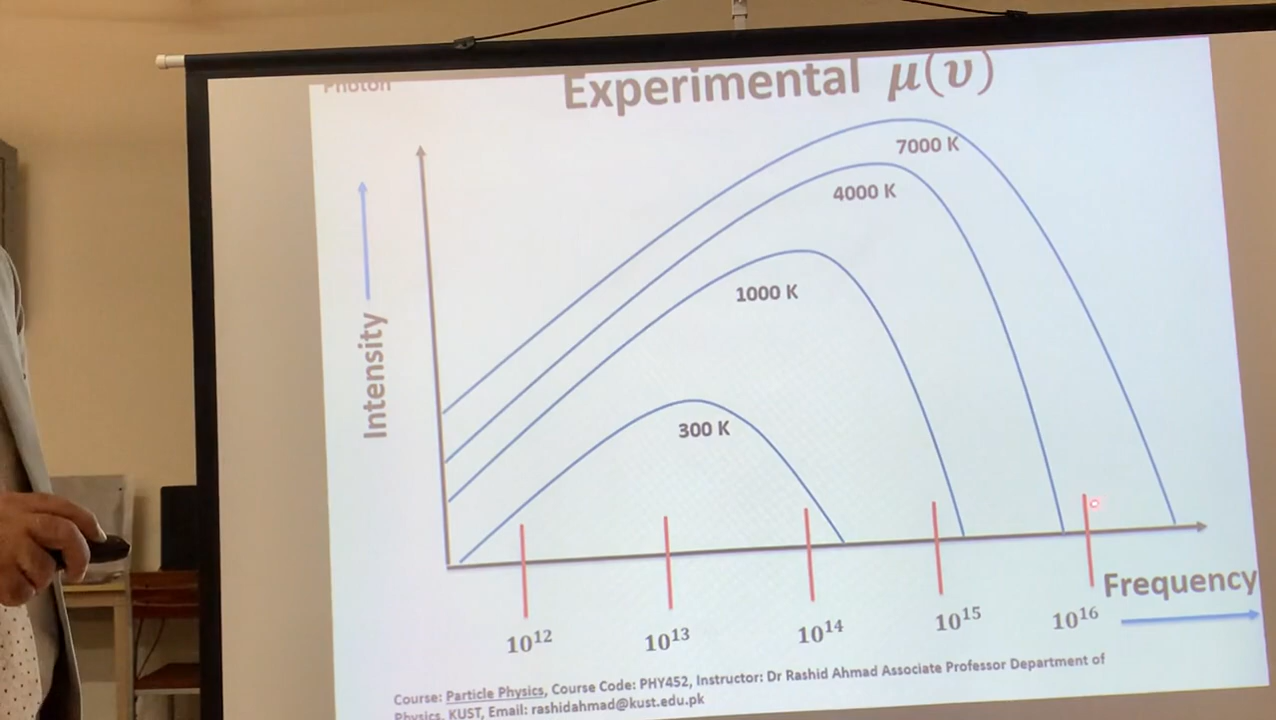 Photon
Experimental μ(υ)
7000 K
4000 K
1000 K
300 K
Intensity
10¹² 10¹³ 10¹⁴ 10¹⁵ 10¹⁶
Frequency
Course: Particle Physics, Course Code: PHY452, Instructor: Dr Rashid Ahmad Associate Professor Department of
Physics, KUST, Email: rashidahmad@kust.edu.pk